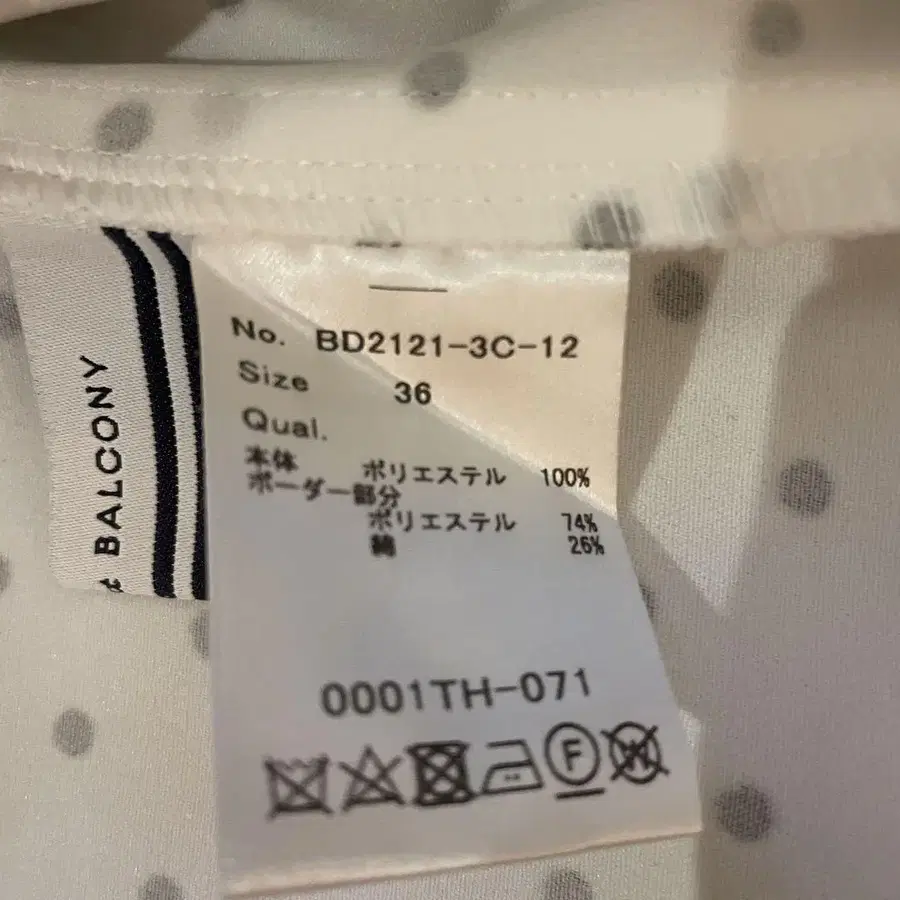 BALCONY
No. BD2121-3C-12
Size 36
Qual.
本体 ポリエステル 100%
ボーダー部分
ポリエステル 74%
綿 26%
0001TH-071
F
W